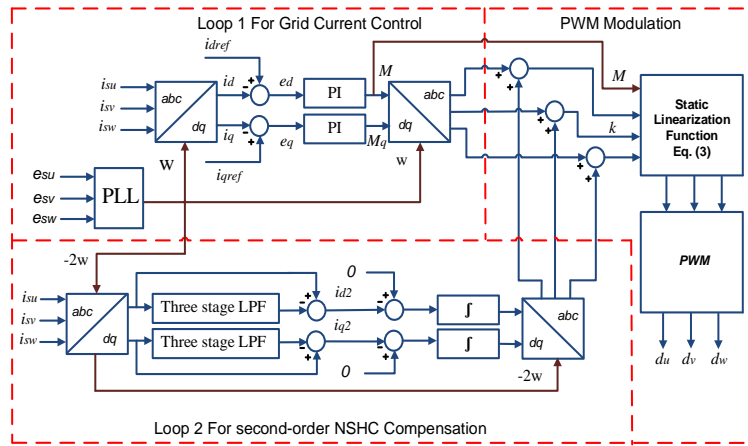 Loop 1 For Grid Current Control
PWM Modulation
idref
isu
isv
isw
abc
dq
id
iq
ed
eq
PI
PI
M
Mq
abc
dq
iqref
W
w
M
k
Static
Linearization
Function
Eq. (3)
esu
esv
esw
PLL
-2w
PWM
isu
isv
isw
abc
dq
Three stage LPF
Three stage LPF
0
id2
iq2
0
∫
∫
abc
dq
-2w
du dv dw
Loop 2 For second-order NSHC Compensation